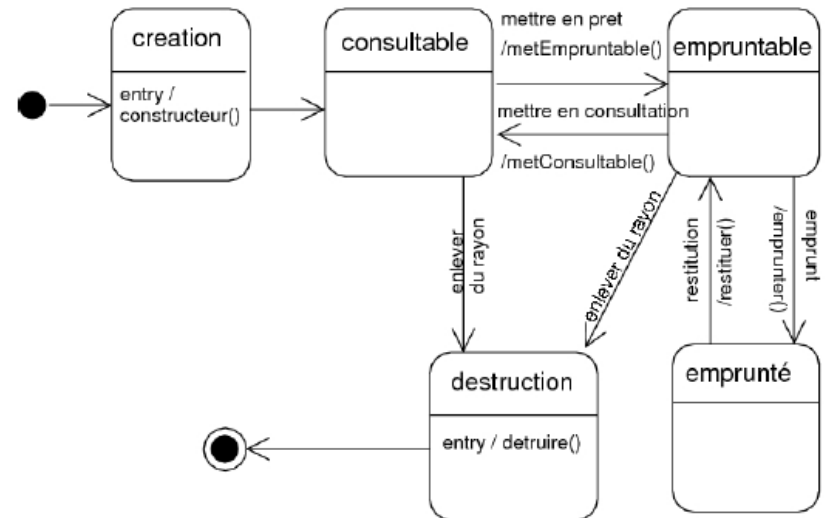 creation
entry /
constructeur()
consultable
mettre en pret
/metEmpruntable()
mettre en consultation
/metConsultable()
empruntable
enlever
du rayon
enlever du rayon
restitution
/restituer()
emprunt
/emprunter()
destruction
entry / detruire()
emprunté